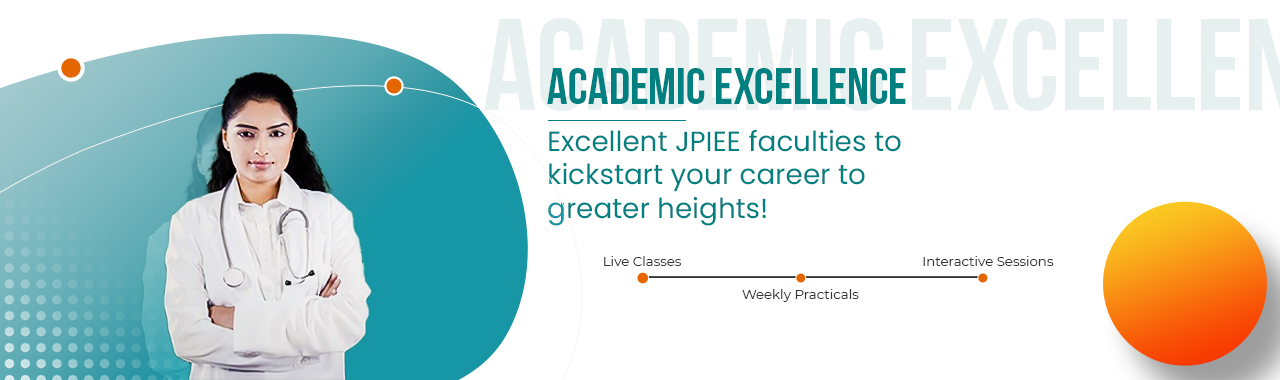 ACADEMIC EXCELLEN
ACADEMIC EXCELLENCE
Excellent JPIEE faculties to
kickstart your career to
greater heights!
Live Classes
Interactive Sessions
Weekly Practicals